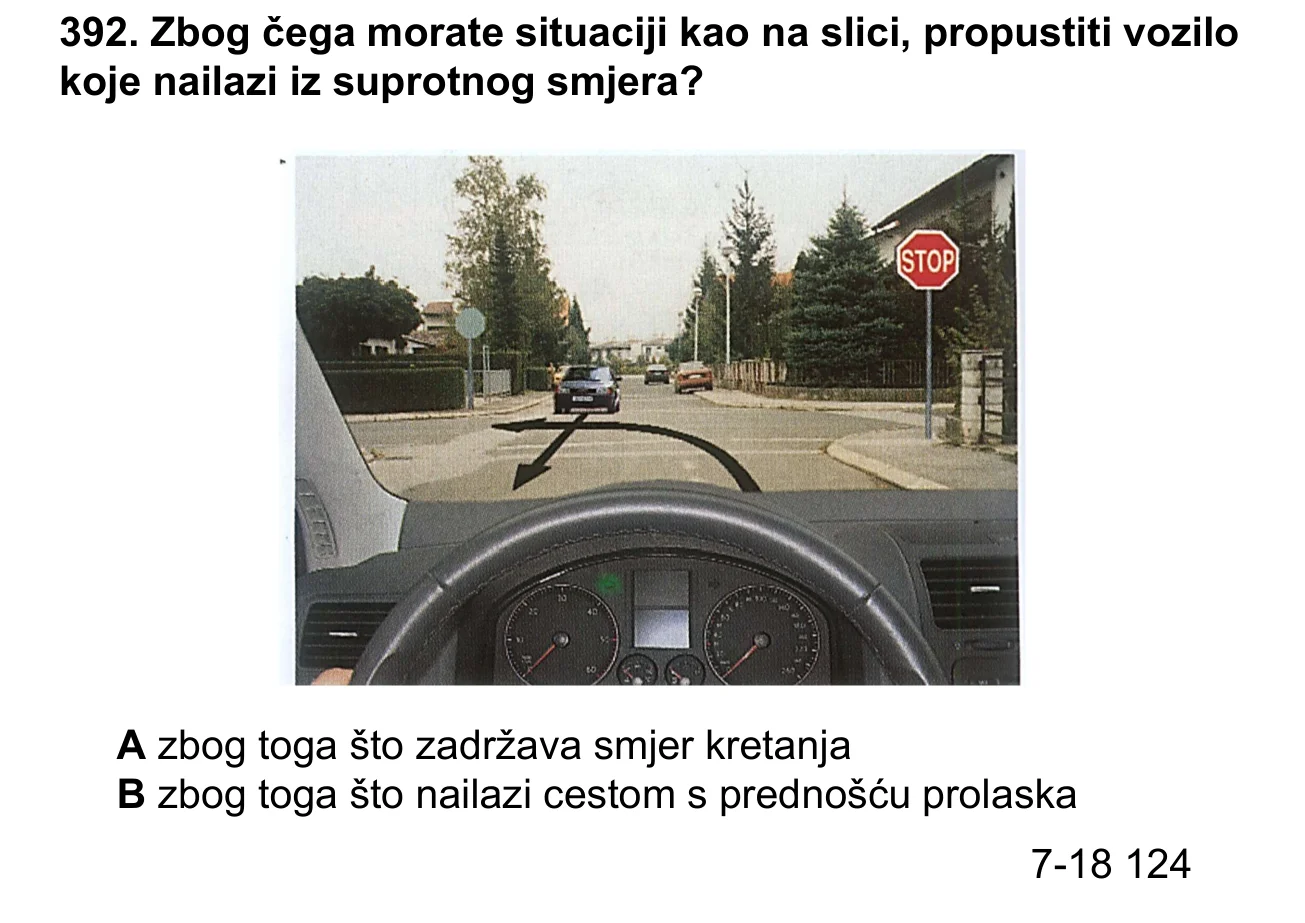 392. Zbog čega morate situaciji kao na slici, propustiti vozilo
koje nailazi iz suprotnog smjera?
STOP
A zbog toga što zadržava smjer kretanja
B zbog toga što nailazi cestom s prednošću prolaska
7-18 124